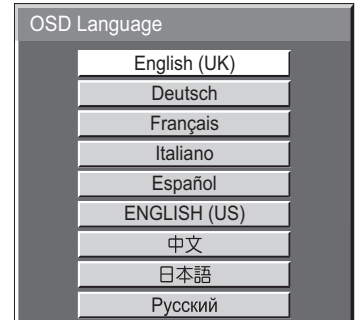 OSD Language
English (UK)
Deutsch
Français
Italiano
Español
ENGLISH (US)
中文
日本語
Русский